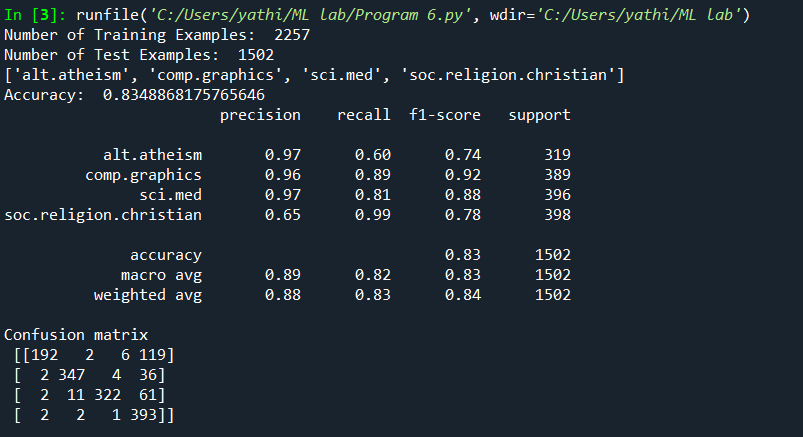 In [3]: runfile('C:/Users/yathi/ML lab/Program 6.py', wdir='C:/Users/yathi/ML lab')
Number of Training Examples:  2257
Number of Test Examples:  1502
['alt.atheism', 'comp.graphics', 'sci.med', 'soc.religion.christian']
Accuracy:  0.8348868175765646
                        precision    recall  f1-score   support

           alt.atheism       0.97      0.60      0.74       319
         comp.graphics       0.96      0.89      0.92       389
               sci.med       0.97      0.81      0.88       396
soc.religion.christian       0.65      0.99      0.78       398

              accuracy                           0.83      1502
             macro avg       0.89      0.82      0.83      1502
          weighted avg       0.88      0.83      0.84      1502

Confusion matrix
 [[192   2   6 119]
 [  2 347   4  36]
 [  2  11 322  61]
 [  2   2   1 393]]